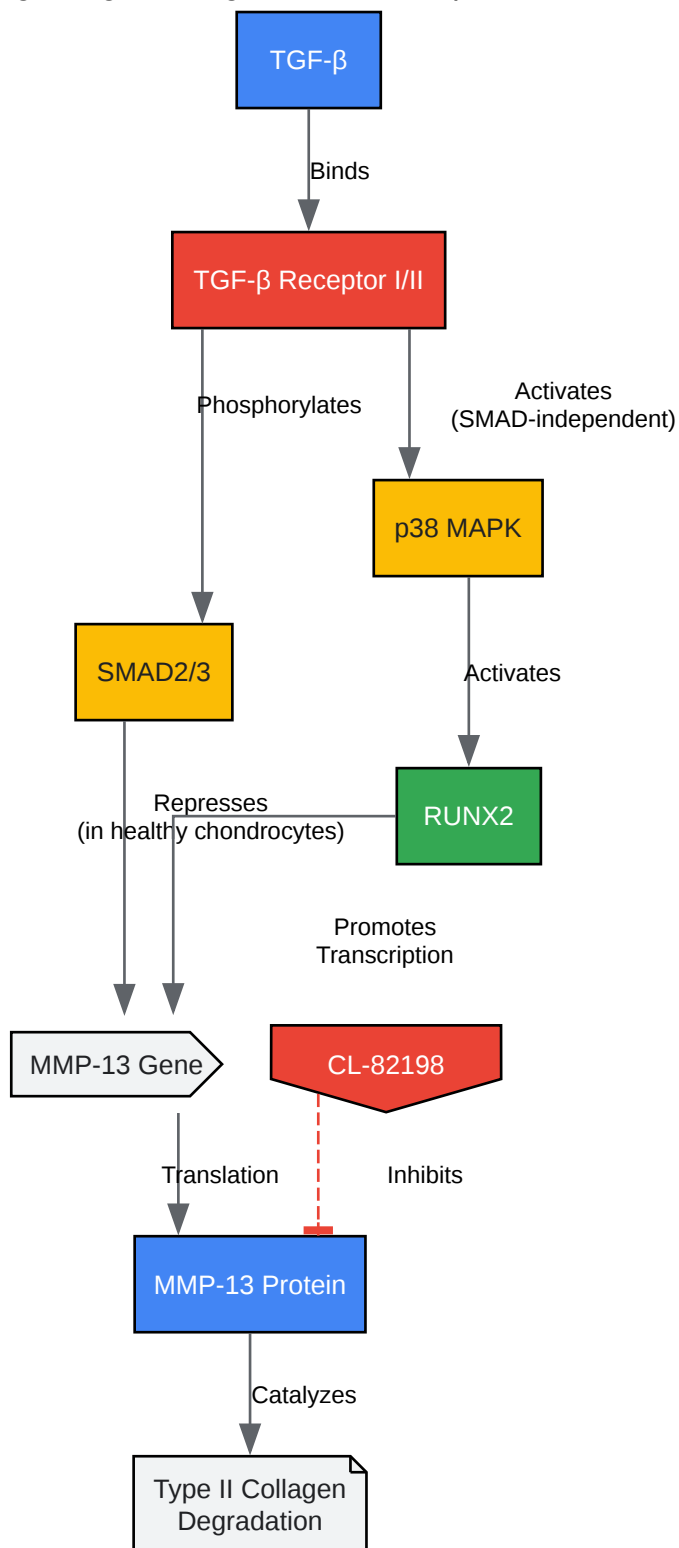 TGF-β
Binds
TGF-β Receptor I/II
Phosphorylates
Activates
(SMAD-independent)
p38 MAPK
SMAD2/3
Activates
Represses
(in healthy chondrocytes)
RUNX2
Promotes
Transcription
MMP-13 Gene
CL-82198
Translation
Inhibits
MMP-13 Protein
Catalyzes
Type II Collagen
Degradation